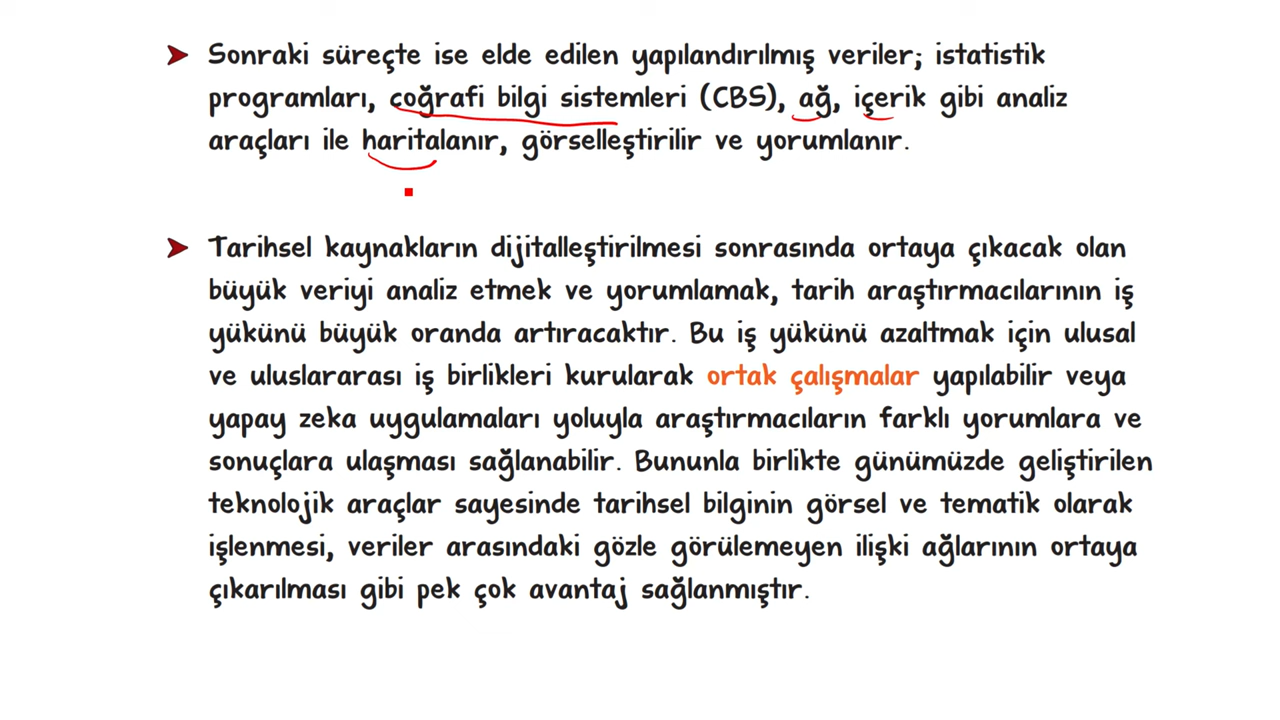 Sonraki süreçte ise elde edilen yapılandırılmış veriler; istatistik
programları, coğrafi bilgi sistemleri (CBS), ağ, içerik gibi analiz
araçları ile haritalanır, görselleştirilir ve yorumlanır.
Tarihsel kaynakların dijitalleştirilmesi sonrasında ortaya çıkacak olan
büyük veriyi analiz etmek ve yorumlamak, tarih araştırmacılarının iş
yükünü büyük oranda artıracaktır. Bu iş yükünü azaltmak için ulusal
ve uluslararası iş birlikleri kurularak ortak çalışmalar yapılabilir veya
yapay zeka uygulamaları yoluyla araştırmacıların farklı yorumlara ve
sonuçlara ulaşması sağlanabilir. Bununla birlikte günümüzde geliştirilen
teknolojik araçlar sayesinde tarihsel bilginin görsel ve tematik olarak
işlenmesi, veriler arasındaki gözle görülemeyen ilişki ağlarının ortaya
çıkarılması gibi pek çok avantaj sağlanmıştır.